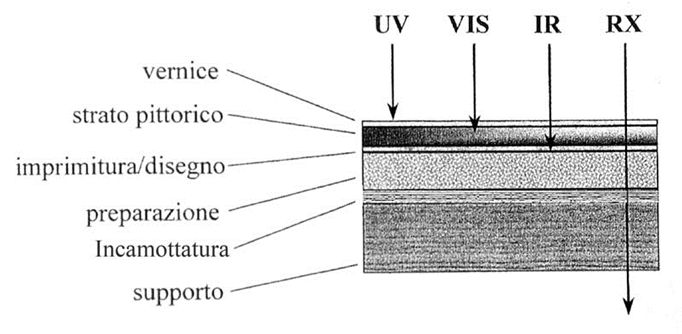 UV VIS IR RX
vernice
strato pittorico
imprimitura/disegno
preparazione
Incamottatura
supporto